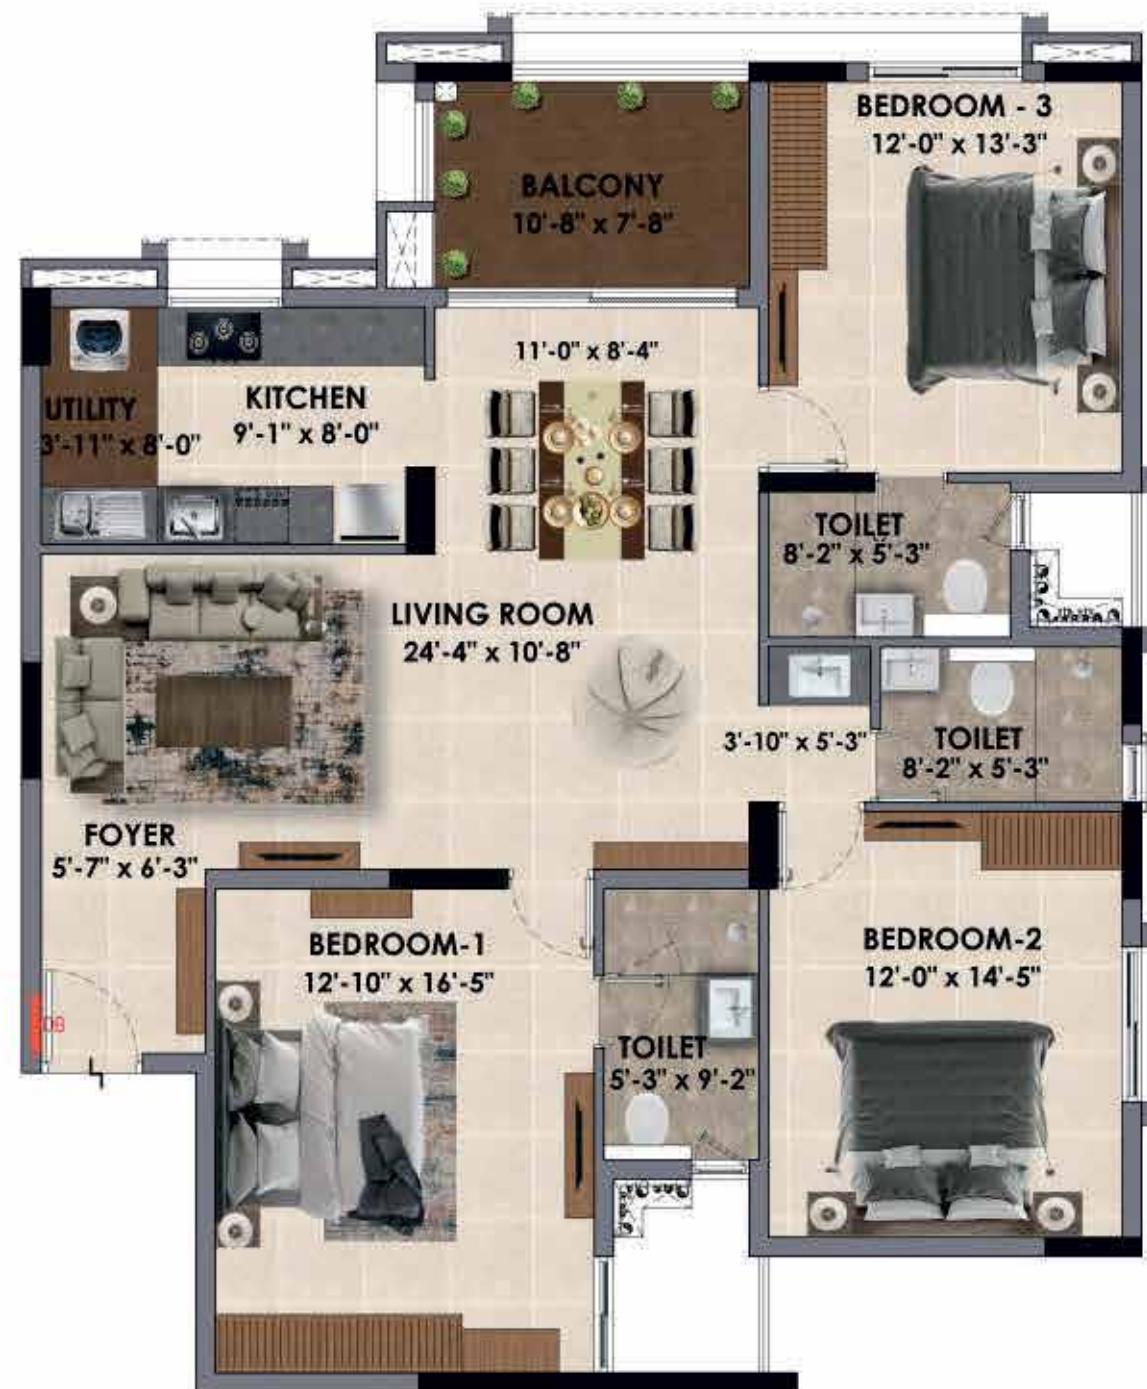 BEDROOM - 3
12'-0" x 13'-3"
BALCONY
10'-8" x 7'-8"
11'-0" x 8'-4"
KITCHEN
9'-1" x 8'-0"
UTILITY
3'-11" x 8'-0"
TOILET
8'-2" x 5'-3"
LIVING ROOM
24'-4" x 10'-8"
3'-10" x 5'-3"
TOILET
8'-2" x 5'-3"
FOYER
5'-7" x 6'-3"
BEDROOM-1
12'-10" x 16'-5"
BEDROOM-2
12'-0" x 14'-5"
DB
TOILET
5'-3" x 9'-2"